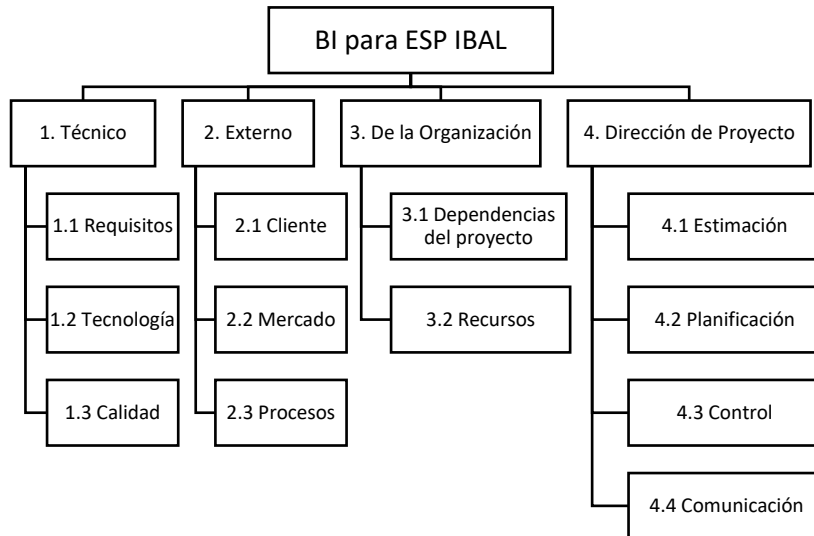 BI para ESP IBAL
1. Técnico
2. Externo
3. De la Organización
4. Dirección de Proyecto
1.1 Requisitos
2.1 Cliente
3.1 Dependencias
del proyecto
4.1 Estimación
1.2 Tecnología
2.2 Mercado
3.2 Recursos
4.2 Planificación
1.3 Calidad
2.3 Procesos
4.3 Control
4.4 Comunicación